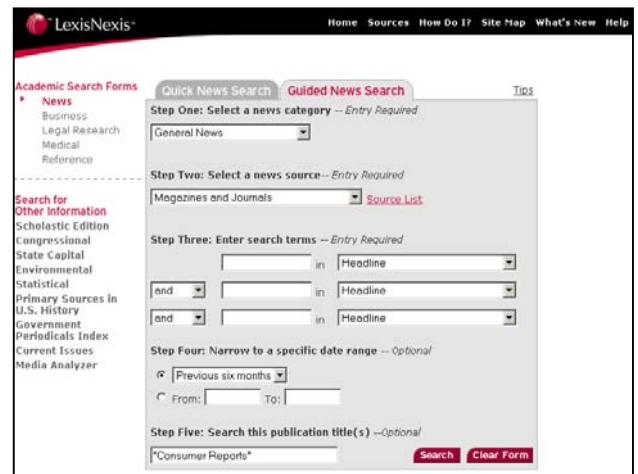 LexisNexis™
Home Sources How Do I? Site Map What's New Help
Academic Search Forms
News
Business
Legal Research
Medical
Reference
Search for
Other Information
Scholastic Edition
Congressional
State Capital
Environmental
Statistical
Primary Sources in
U.S. History
Government
Periodicals Index
Current Issues
Media Analyzer
Quick News Search Guided News Search Tips
Step One: Select a news category -- Entry Required
General News
Step Two: Select a news source-- Entry Required
Magazines and Journals Source List
Step Three: Enter search terms -- Entry Required
in Headline
and in Headline
and in Headline
Step Four: Narrow to a specific date range -- Optional
Previous six months
From: To:
Step Five: Search this publication title(s) --Optional
"Consumer Reports" Search Clear Form